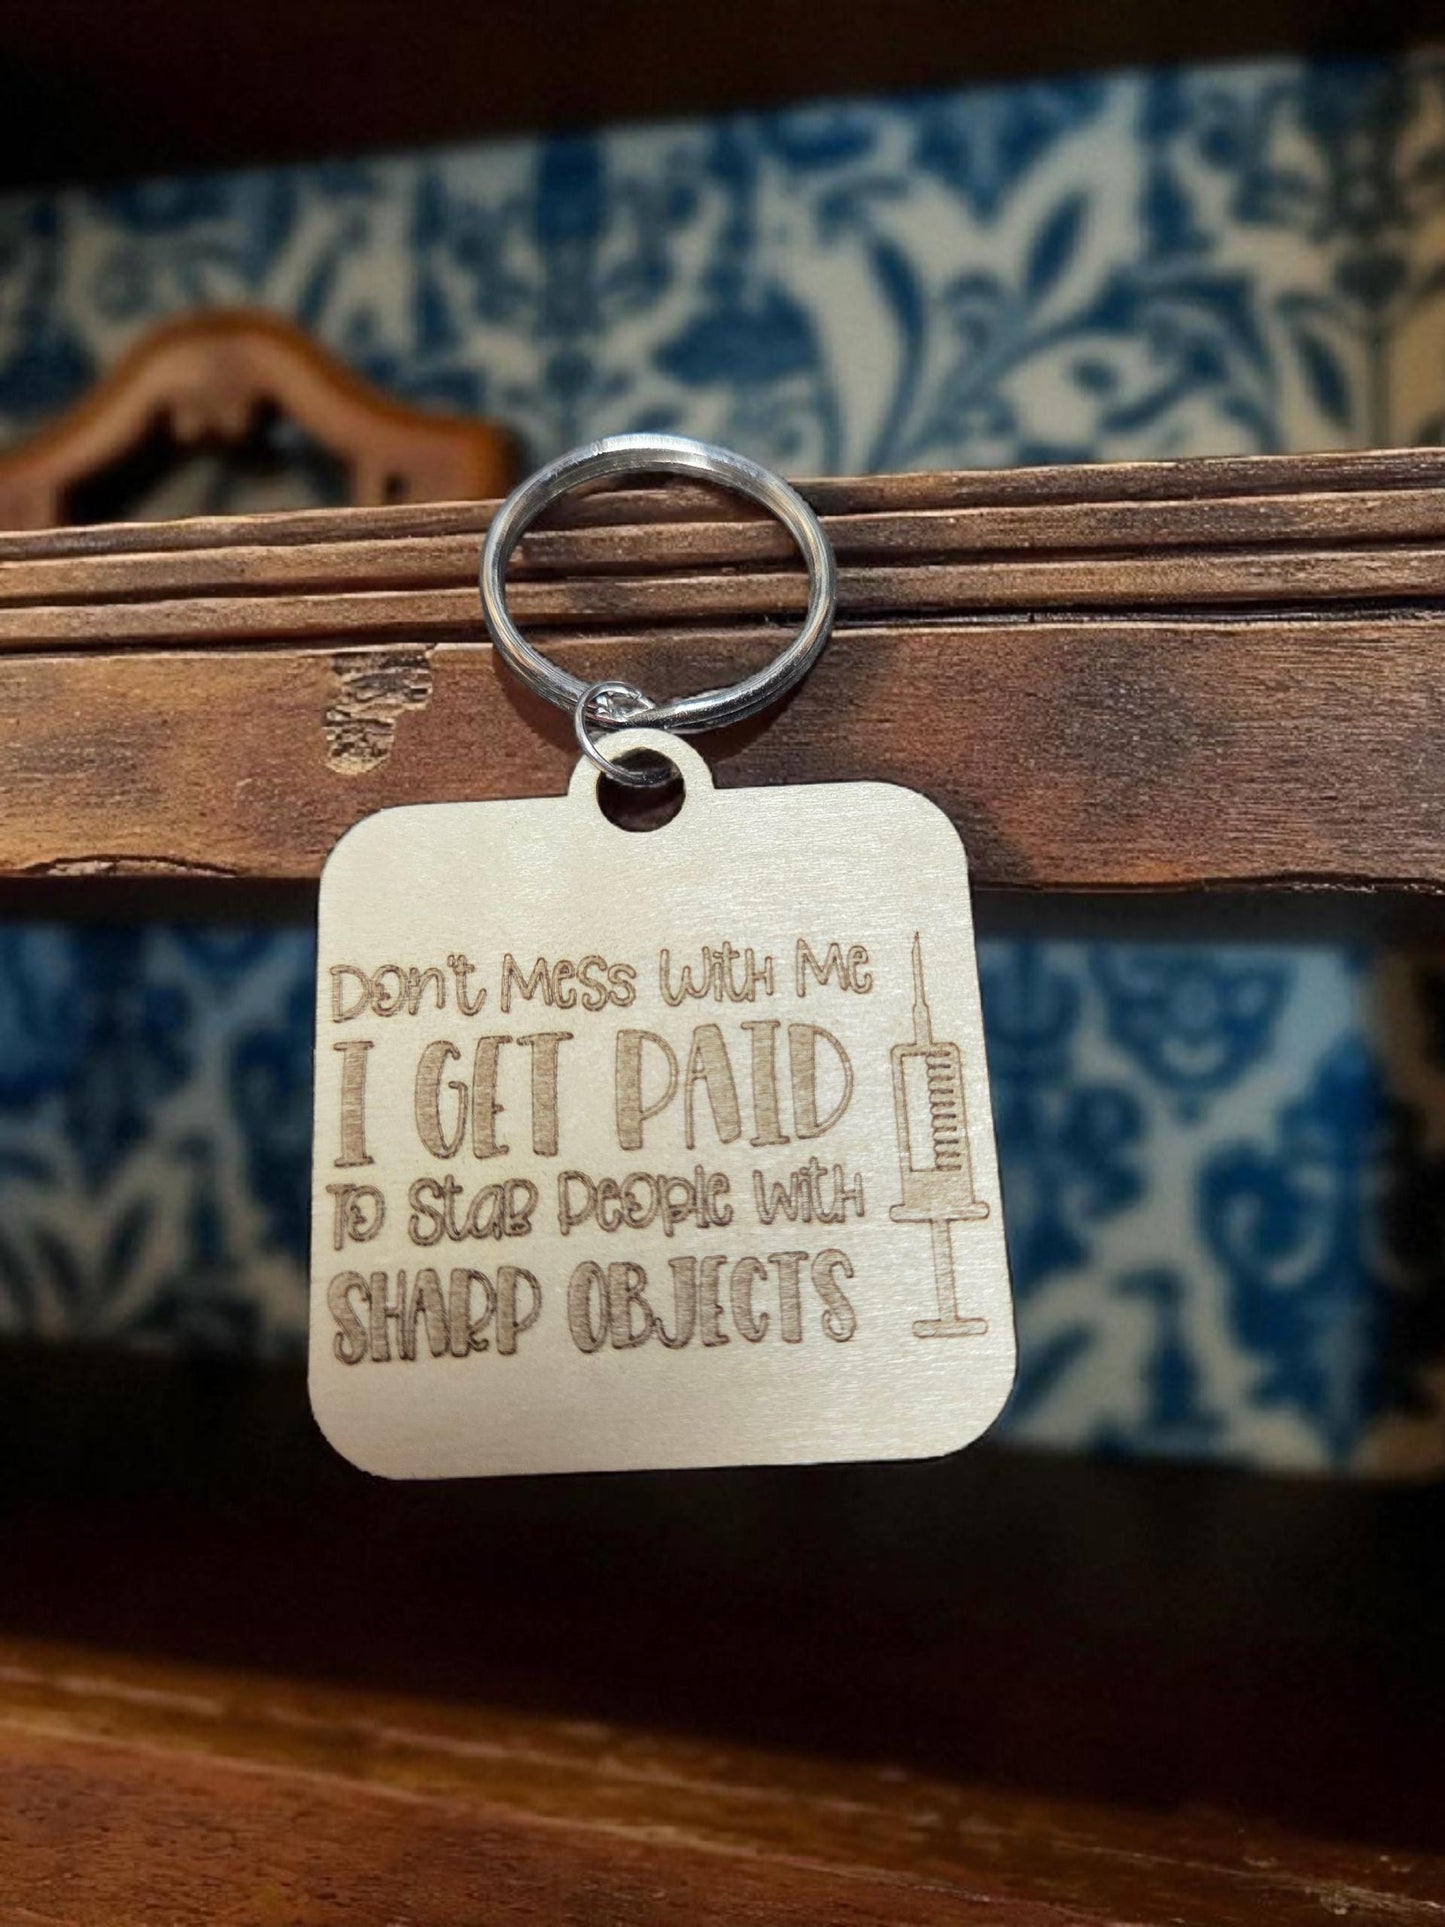 Don't Mess With Me
I GET PAID
To Stab People With
SHARP OBJECTS